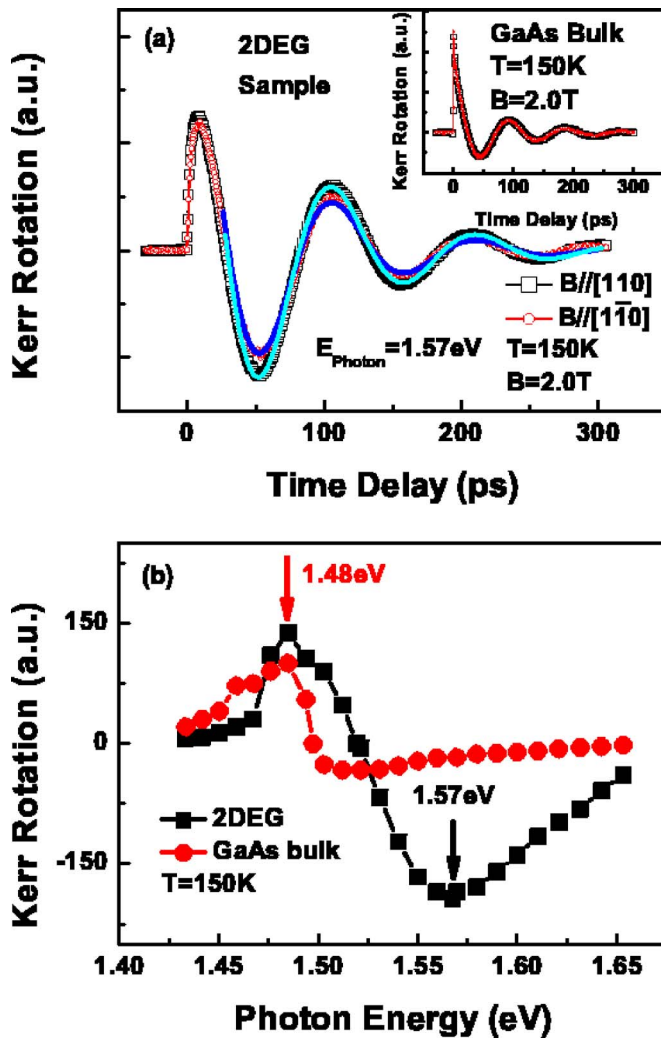 (a)
2DEG
Sample
Kerr Rotation (a.u.)
GaAs Bulk
T=150K
B=2.0T
Kerr Rotation (a.u.)
0 100 200 300
Time Delay (ps)
B//[110]
B//[11̅0]
T=150K
B=2.0T
E_Photon=1.57eV
0 100 200 300
Time Delay (ps)
(b)
1.48eV
Kerr Rotation (a.u.)
150
0
-150
1.57eV
2DEG
GaAs bulk
T=150K
1.40 1.45 1.50 1.55 1.60 1.65
Photon Energy (eV)